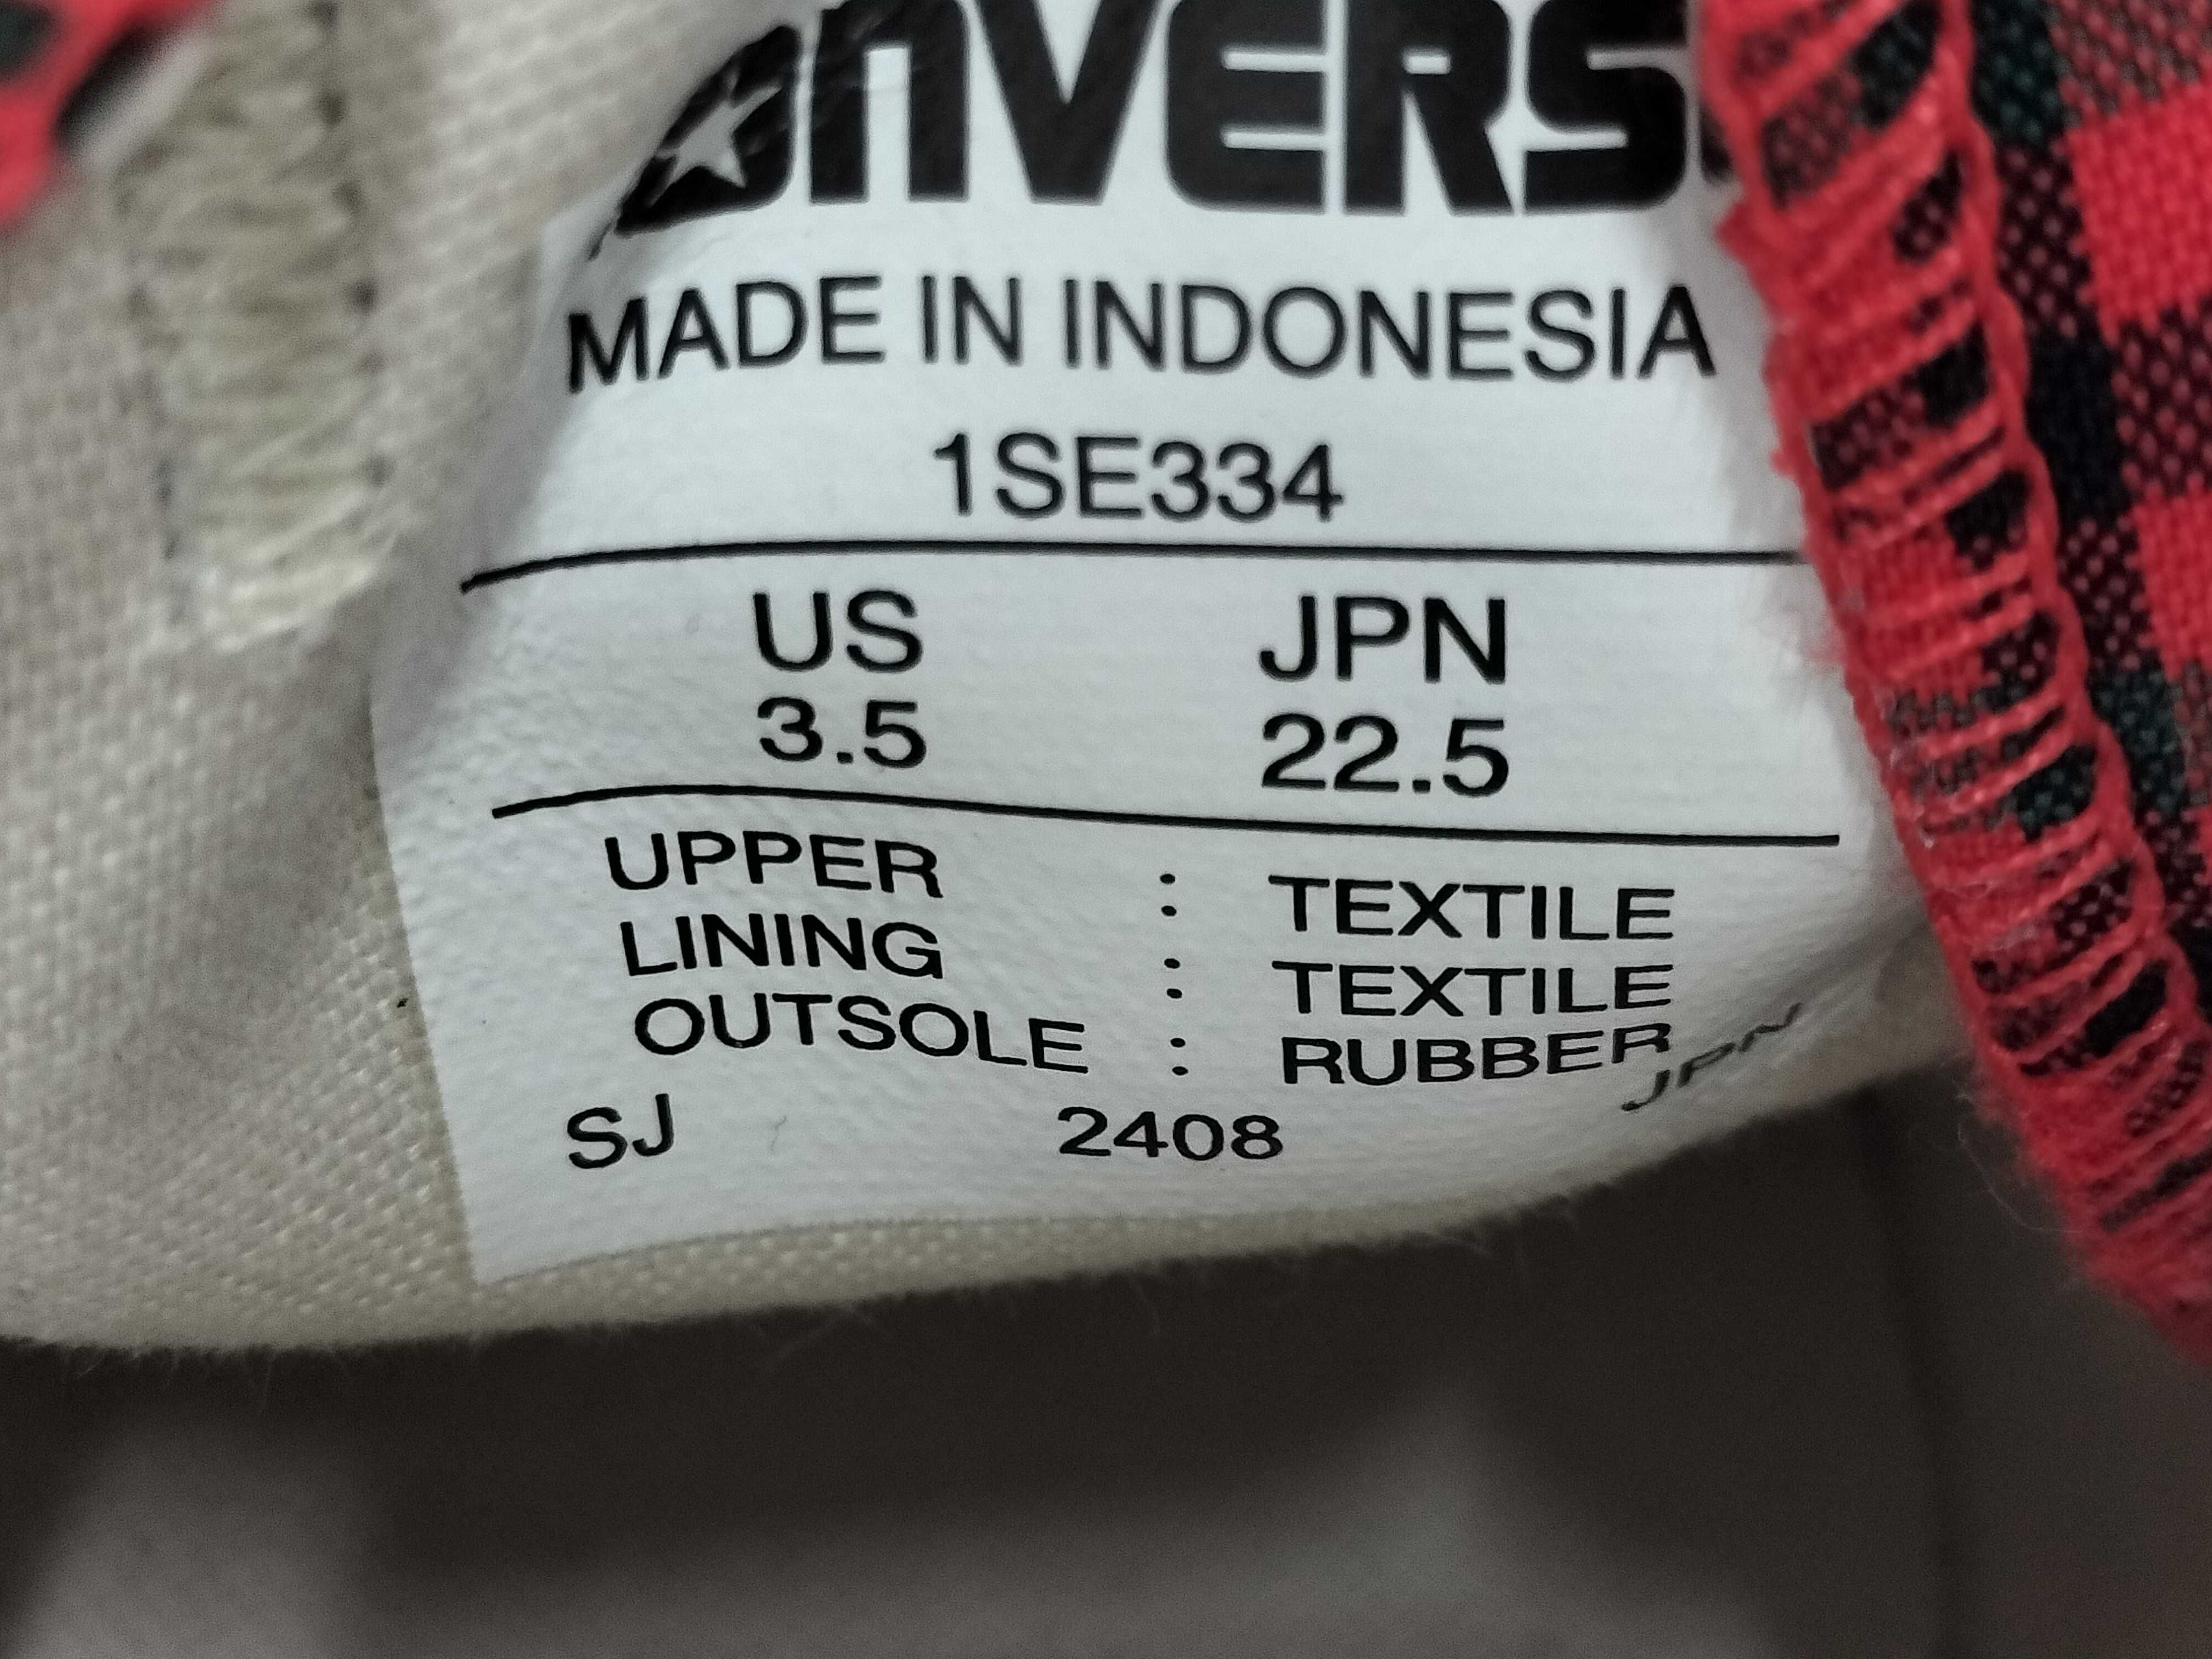 CONVERSE
MADE IN INDONESIA
1SE334
US JPN
3.5 22.5
UPPER : TEXTILE
LINING : TEXTILE
OUTSOLE : RUBBER
SJ 2408 JPN